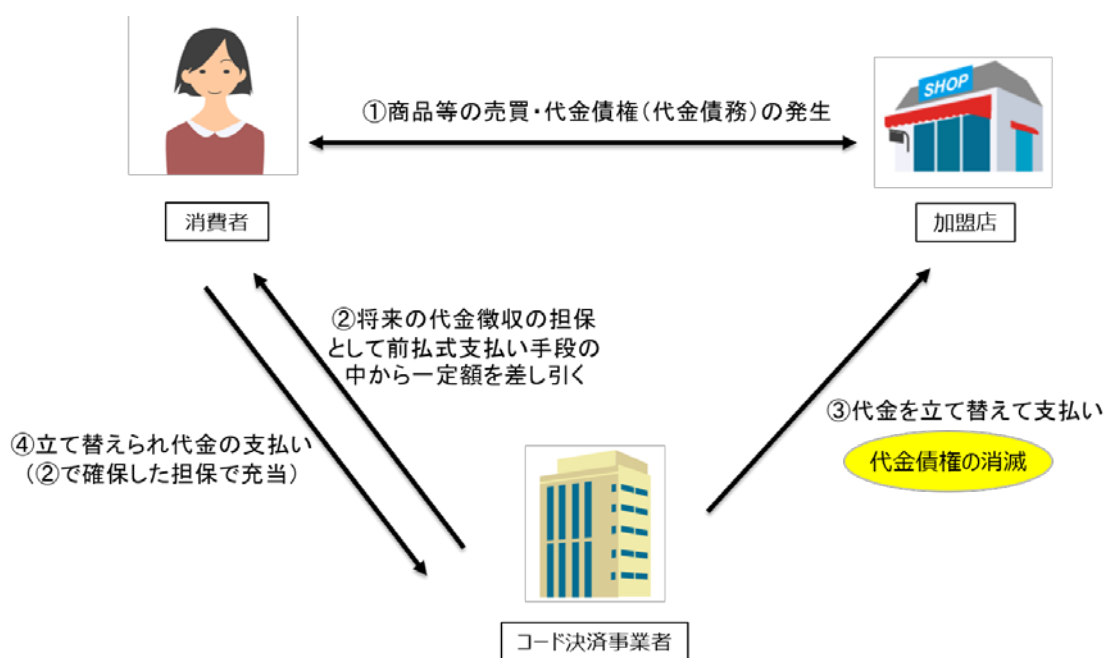 SHOP
①商品等の売買・代金債権(代金債務)の発生
消費者
加盟店
②将来の代金徴収の担保
として前払式支払い手段の
中から一定額を差し引く
③代金を立て替えて支払い
代金債権の消滅
④立て替えられ代金の支払い
(②で確保した担保で充当)
コード決済事業者